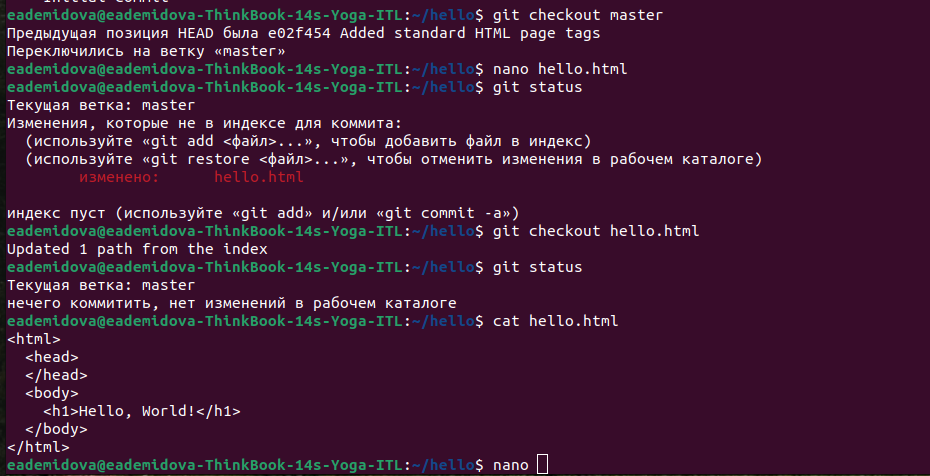 eademidova@eademidova-ThinkBook-14s-Yoga-ITL:~/hello$ git checkout master
Предыдущая позиция HEAD была e02f454 Added standard HTML page tags
Переключились на ветку «master»
eademidova@eademidova-ThinkBook-14s-Yoga-ITL:~/hello$ nano hello.html
eademidova@eademidova-ThinkBook-14s-Yoga-ITL:~/hello$ git status
Текущая ветка: master
Изменения, которые не в индексе для коммита:
  (используйте «git add <файл>...», чтобы добавить файл в индекс)
  (используйте «git restore <файл>...», чтобы отменить изменения в рабочем каталоге)
        изменено:      hello.html
индекс пуст (используйте «git add» и/или «git commit -a»)
eademidova@eademidova-ThinkBook-14s-Yoga-ITL:~/hello$ git checkout hello.html
Updated 1 path from the index
eademidova@eademidova-ThinkBook-14s-Yoga-ITL:~/hello$ git status
Текущая ветка: master
нечего коммитить, нет изменений в рабочем каталоге
eademidova@eademidova-ThinkBook-14s-Yoga-ITL:~/hello$ cat hello.html
<html>
  <head>
  </head>
  <body>
    <h1>Hello, World!</h1>
  </body>
</html>
eademidova@eademidova-ThinkBook-14s-Yoga-ITL:~/hello$ nano